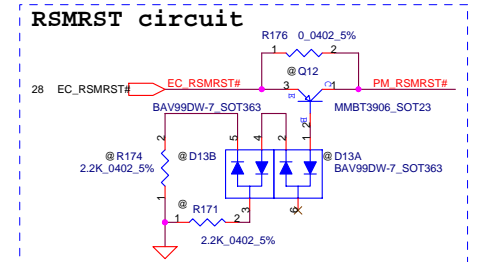 RSMRST circuit
R176 0_0402_5%
1 2
@ Q12
28 EC_RSMRST# EC_RSMRST# 3 1 PM_RSMRST#
E C
B
BAV99DW-7_SOT363 MMBT3906_SOT23
2 5 4 2 1
@ R174 @ D13B @ D13A
2.2K_0402_5% BAV99DW-7_SOT363
1 3 6
@
R171
1 2
2.2K_0402_5%